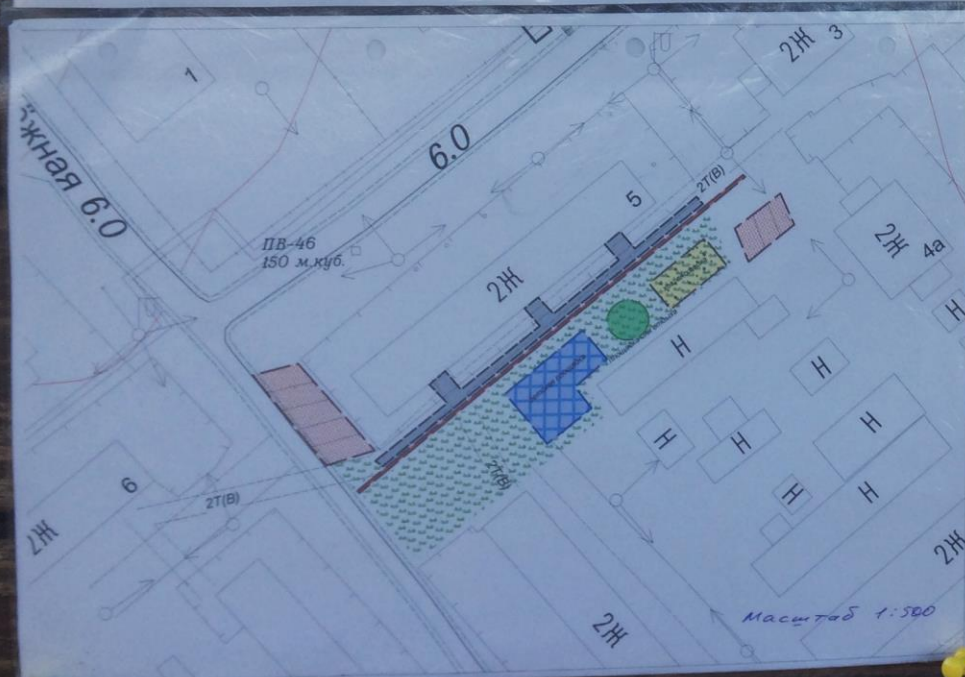 1
2Ж 3
жная 6.0
6.0
5
2Т(В)
ПВ-46
150 м.куб.
2Ж
2Ж
4а
Н
Н
Н
Н
Н
Н
Н
Н
2Т(В)
6
2Т(В)
2Ж
2Ж
2Ж
Масштаб 1:500